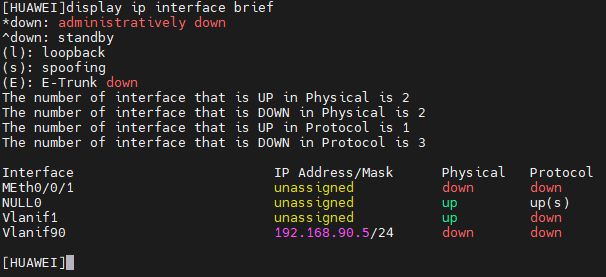 [HUAWEI]display ip interface brief
*down: administratively down
^down: standby
(l): loopback
(s): spoofing
(E): E-Trunk down
The number of interface that is UP in Physical is 2
The number of interface that is DOWN in Physical is 2
The number of interface that is UP in Protocol is 1
The number of interface that is DOWN in Protocol is 3
Interface IP Address/Mask Physical Protocol
MEth0/0/1 unassigned down down
NULL0 unassigned up up(s)
Vlanif1 unassigned up down
Vlanif90 192.168.90.5/24 down down
[HUAWEI]